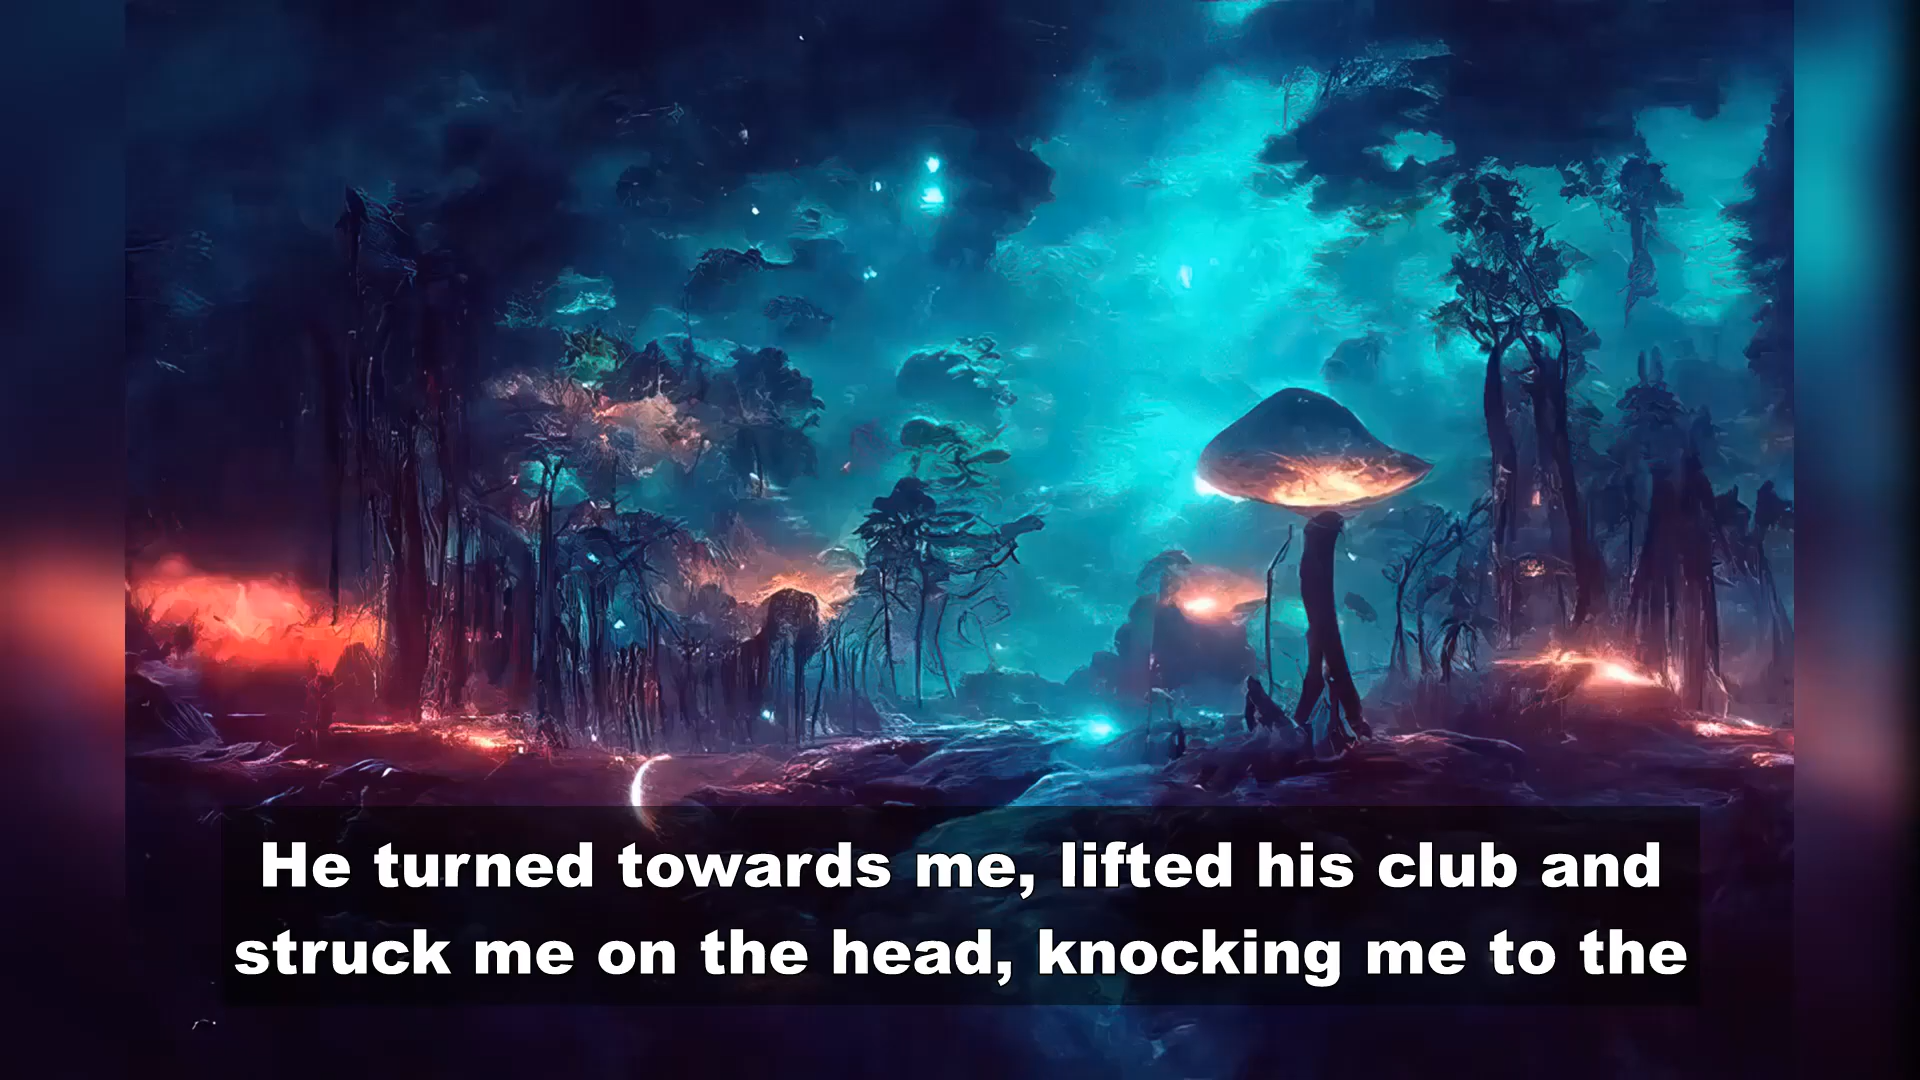 He turned towards me, lifted his club and
struck me on the head, knocking me to the